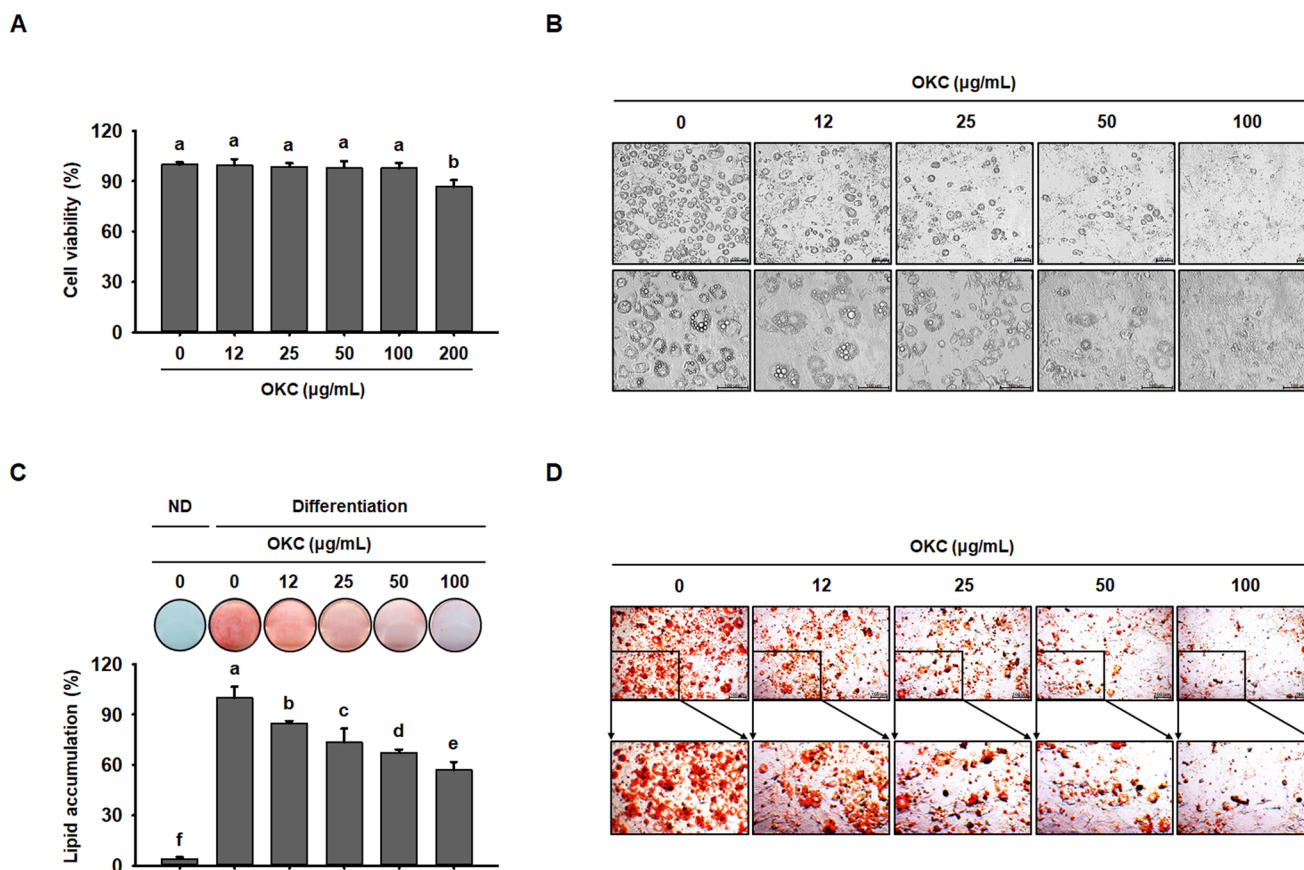 A
Cell viability (%)
120
90
60
30
0
a a a a a b
0 12 25 50 100 200
OKC (µg/mL)
B
OKC (µg/mL)
0 12 25 50 100
C
ND Differentiation
OKC (µg/mL)
0 0 12 25 50 100
Lipid accumulation (%)
120
90
60
30
0
f a b c d e
D
OKC (µg/mL)
0 12 25 50 100